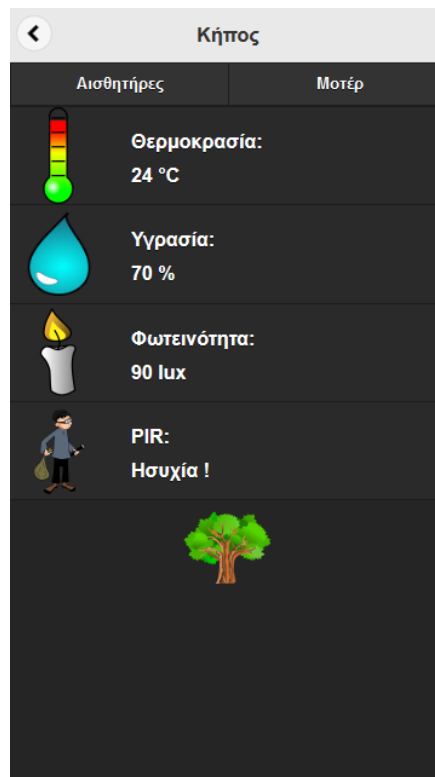 Κήπος
Αισθητήρες Μοτέρ
Θερμοκρασία:
24 °C
Υγρασία:
70 %
Φωτεινότητα:
90 lux
PIR:
Ησυχία !